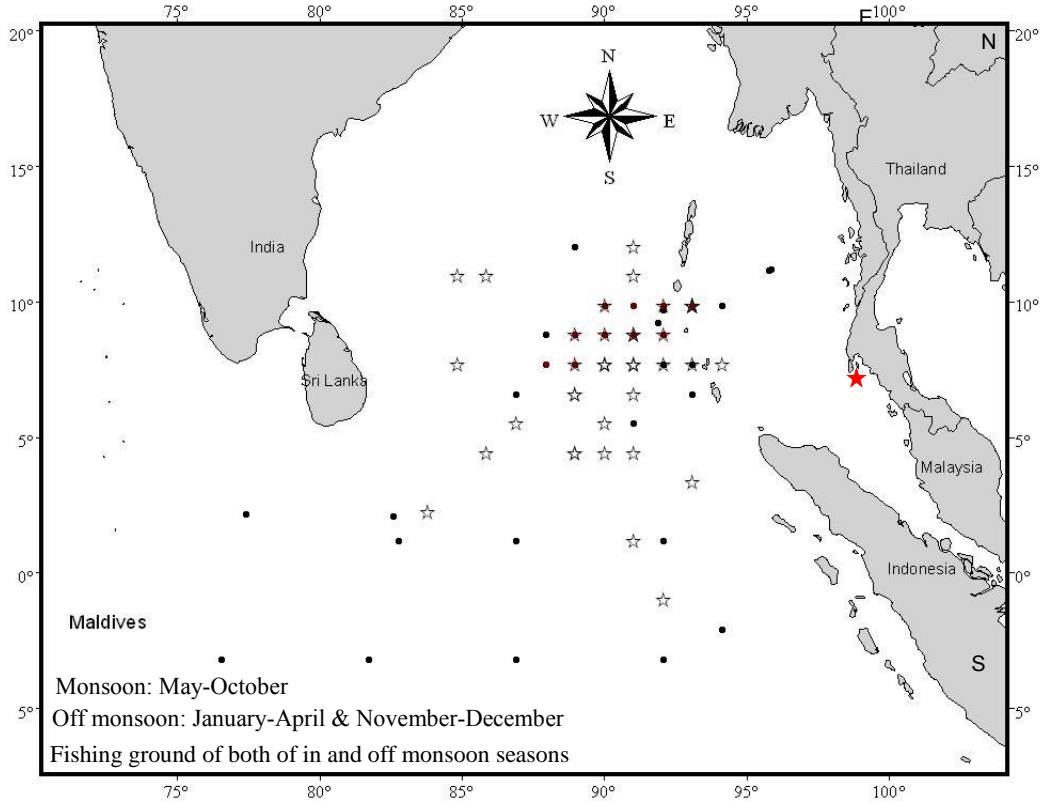 75° 80° 85° 90° 95° 100°
E
20° N 20°
N
W E
S
15° 15°
Thailand
India
10° 10°
Sri Lanka
5° 5°
Malaysia
0° Indonesia 0°
Maldives
S
Monsoon: May-October
5° 5°
Off monsoon: January-April & November-December
Fishing ground of both of in and off monsoon seasons
75° 80° 85° 90° 95° 100°